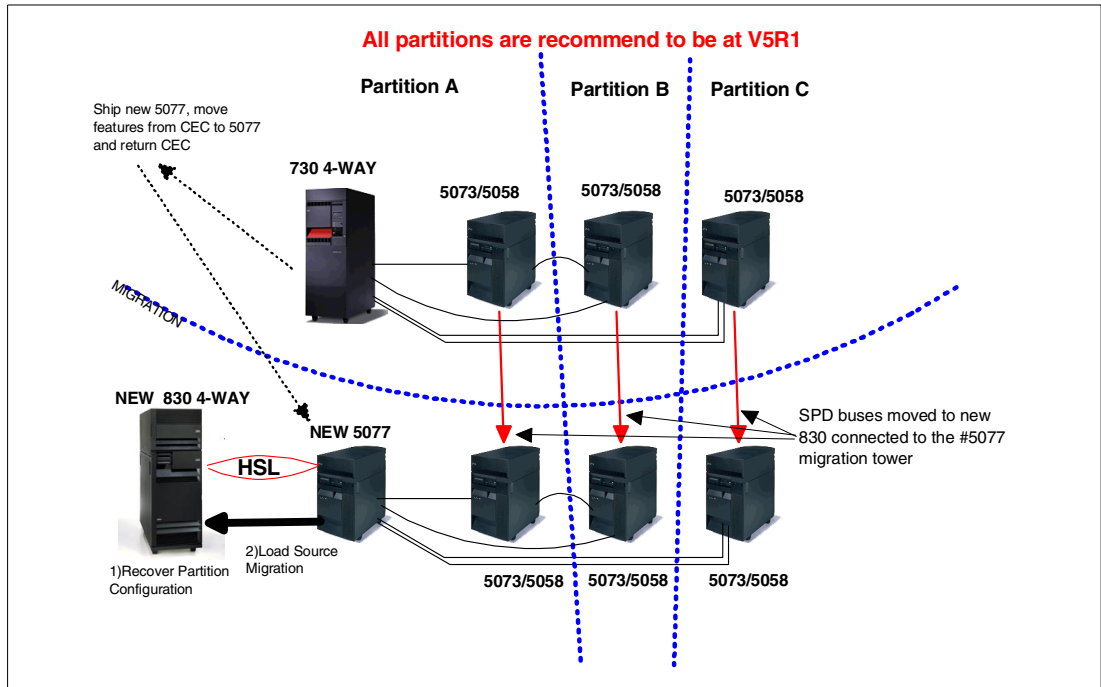 All partitions are recommend to be at V5R1
Partition A
Partition B
Partition C
Ship new 5077, move
features from CEC to 5077
and return CEC
730 4-WAY
5073/5058
5073/5058
5073/5058
MIGRATION
NEW 830 4-WAY
NEW 5077
HSL
SPD buses moved to new
830 connected to the #5077
migration tower
1)Recover Partition
Configuration
2)Load Source
Migration
5073/5058
5073/5058
5073/5058